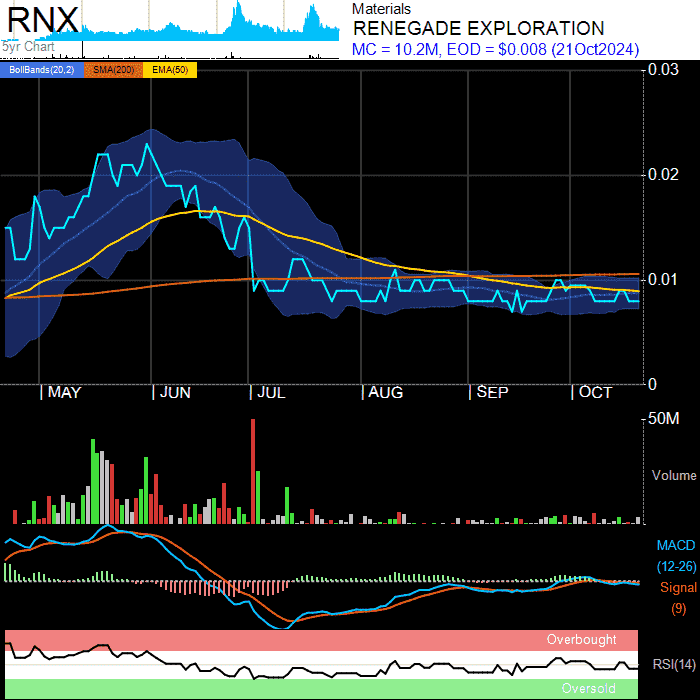 RNX
5yr Chart
Materials
RENEGADE EXPLORATION
MC = 10.2M, EOD = $0.008 (21Oct2024)
BollBands(20,2) SMA(200) EMA(50)
0.03
0.02
0.01
0
MAY JUN JUL AUG SEP OCT
50M
Volume
MACD
(12-26)
Signal
(9)
Overbought
RSI(14)
Oversold